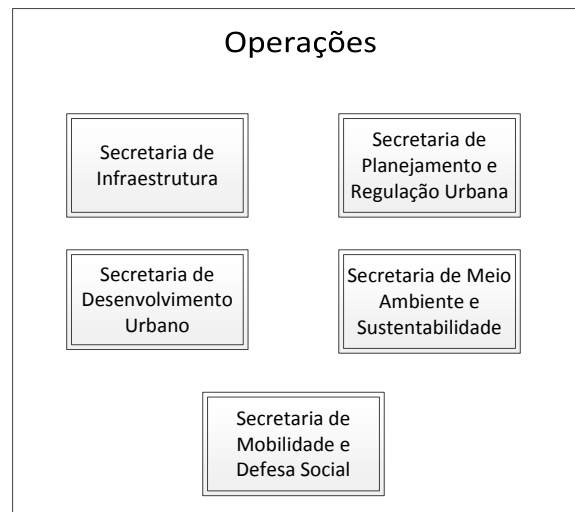 Operações
Secretaria de
Infraestrutura
Secretaria de
Planejamento e
Regulação Urbana
Secretaria de
Desenvolvimento
Urbano
Secretaria de Meio
Ambiente e
Sustentabilidade
Secretaria de
Mobilidade e
Defesa Social